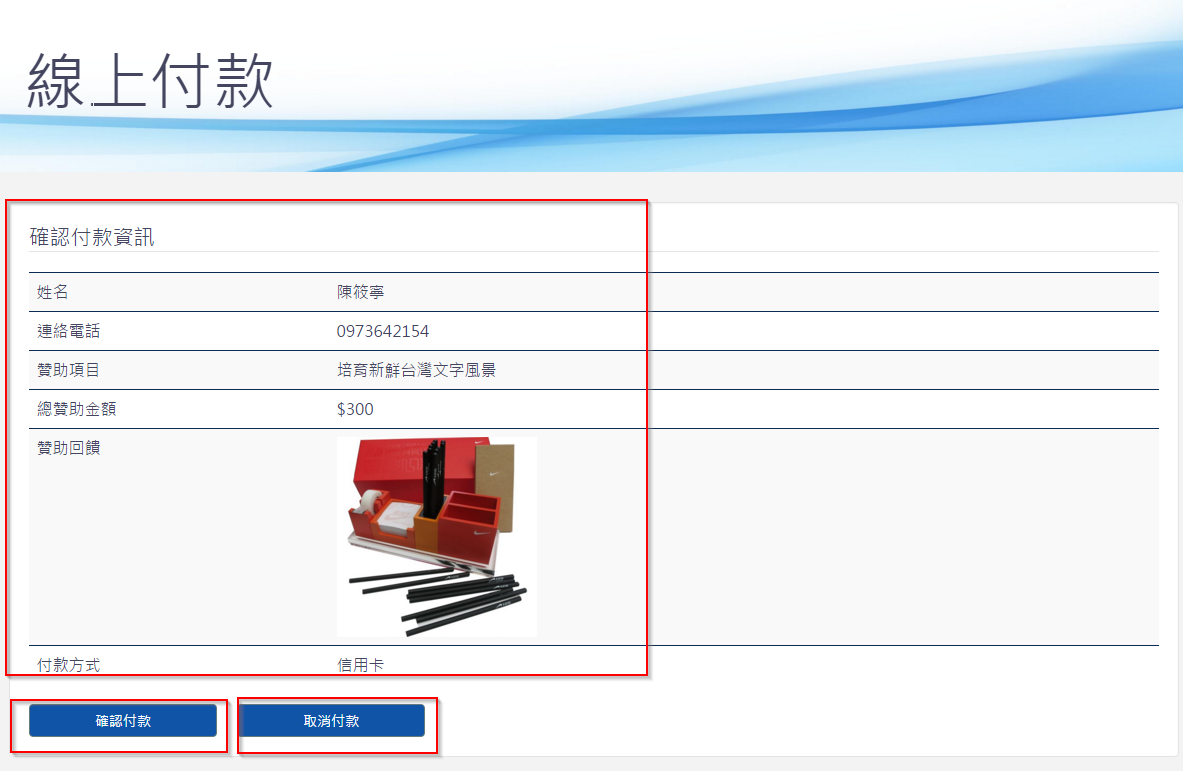 線上付款
確認付款資訊
姓名 陳筱寧
連絡電話 0973642154
贊助項目 培育新鮮台灣文字風景
總贊助金額 $300
贊助回饋
付款方式 信用卡
確認付款 取消付款